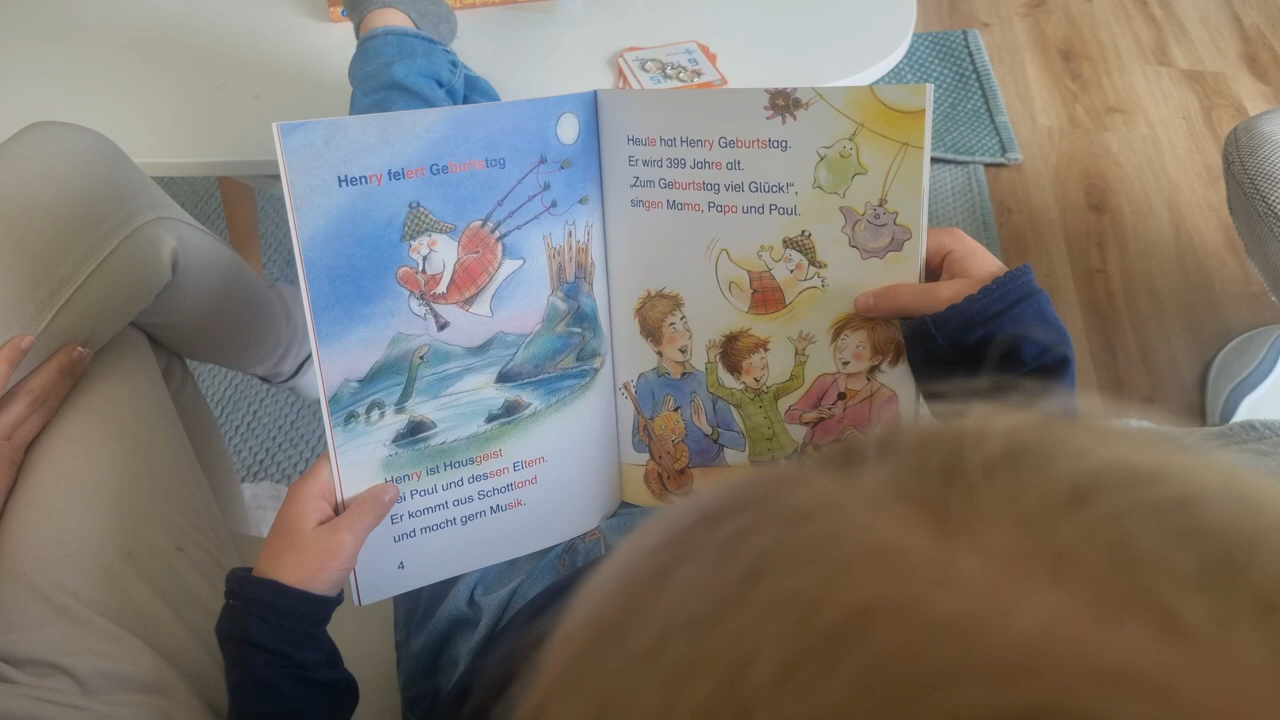 Henry feiert Geburtstag
Henry ist Hausgeist
ei Paul und dessen Eltern.
Er kommt aus Schottland
und macht gern Musik.
4
Heute hat Henry Geburtstag.
Er wird 399 Jahre alt.
„Zum Geburtstag viel Glück!“,
singen Mama, Papa und Paul.